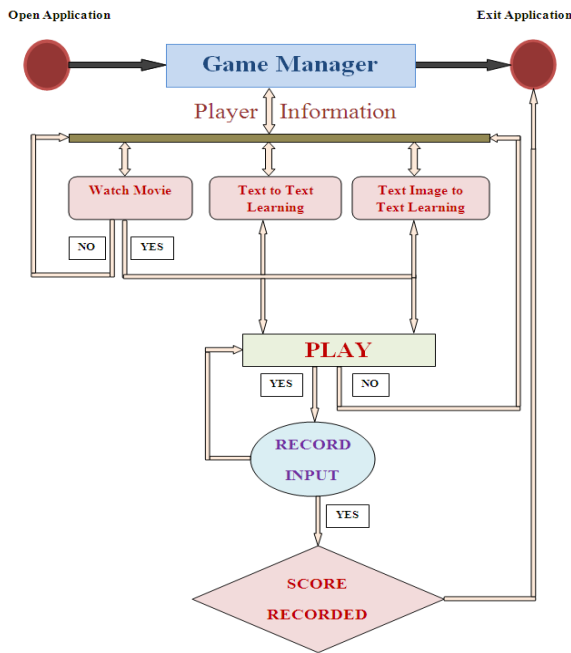 Open Application
Exit Application
Game Manager
Player Information
Watch Movie
Text to Text
Learning
Text Image to
Text Learning
NO
YES
PLAY
YES
NO
RECORD
INPUT
YES
SCORE
RECORDED